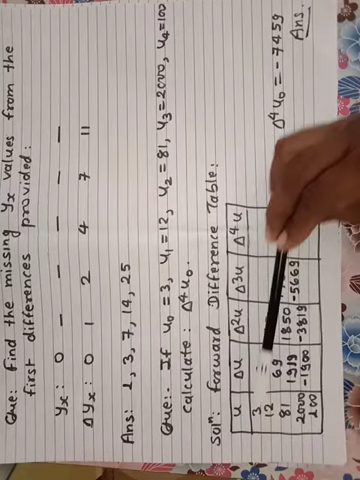 Que: Find the missing Yx values from the
first differences provided:
Yx: 0 — — — — —
ΔYx: 0 1 2 4 7 11
Ans: 1, 3, 7, 14, 25
Que:- If u0 = 3, u1 = 12, u2 = 81, u3 = 2000, u4 = 100
calculate: Δ⁴u0.
Solⁿ: Forward Difference Table:
u Δu Δ²u Δ³u Δ⁴u
3
12
81 69
2000 1919 1850
200 -1900 -3819 -5669
Δ⁴u0 = -7459
Ans.